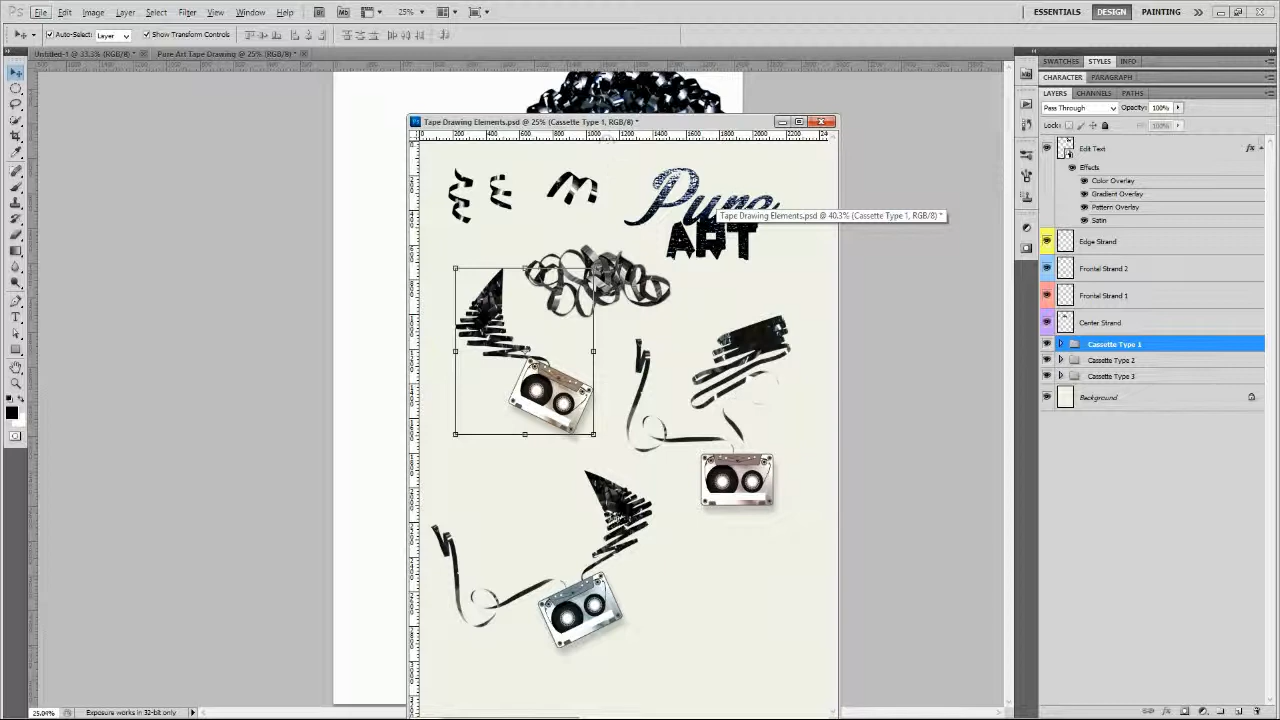 Ps File Edit Image Layer Select Filter View Window Help Br Mb 25% ESSENTIALS DESIGN PAINTING
Auto-Select: Layer Show Transform Controls
Untitled-1 @ 33.3% (RGB/8) * Pure Art Tape Drawing @ 25% (RGB/8) *
Tape Drawing Elements.psd @ 25% (Cassette Type 1, RGB/8) *
Pure
ART
Tape Drawing Elements.psd @ 40.3% (Cassette Type 1, RGB/8) *
SWATCHES STYLES INFO
CHARACTER PARAGRAPH
LAYERS CHANNELS PATHS
Pass Through Opacity: 100%
Lock: 100%
Edit Text fx
Effects
Color Overlay
Gradient Overlay
Pattern Overlay
Satin
Edge Strand
Frontal Strand 2
Frontal Strand 1
Center Strand
Cassette Type 1
Cassette Type 2
Cassette Type 3
Background
25.04% Exposure works in 32-bit only